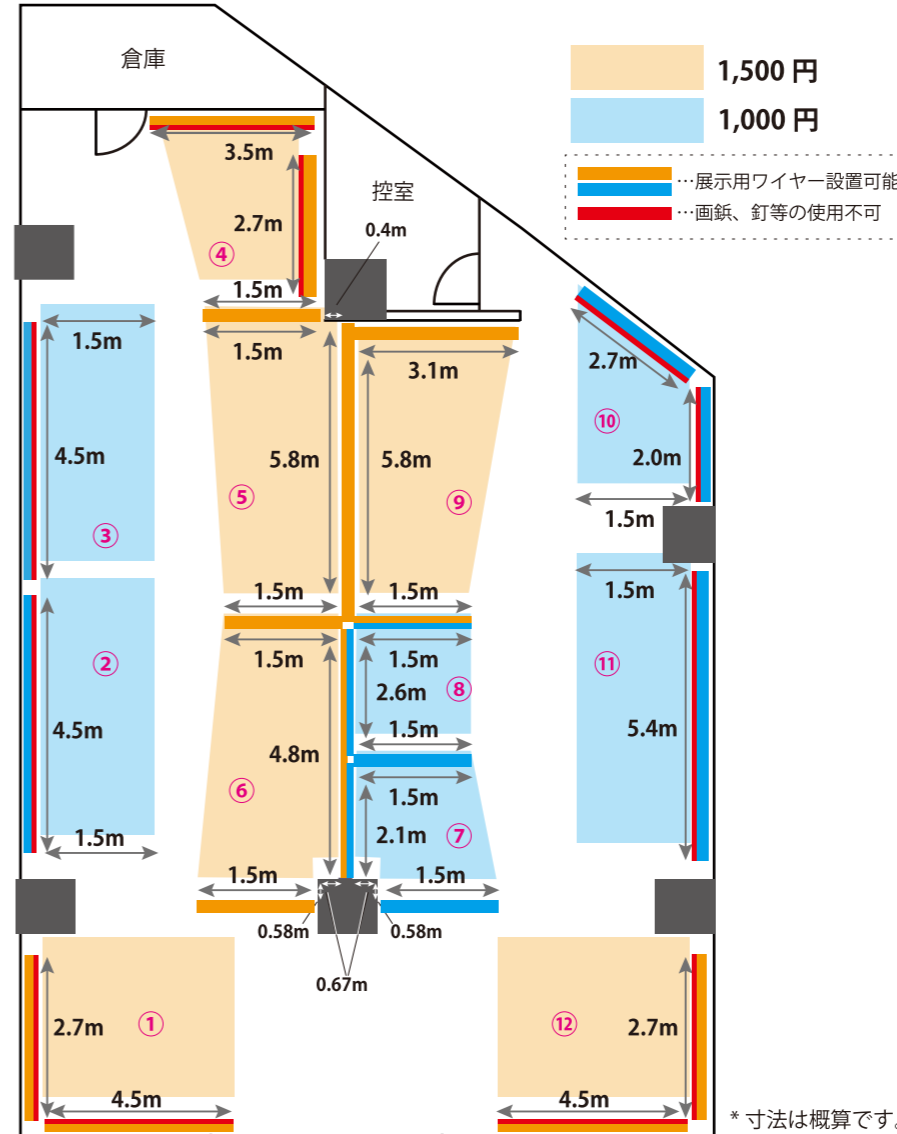 倉庫
1,500 円
1,000 円
…展示用ワイヤー設置可能
…画鋲、釘等の使用不可
控室
3.5m
2.7m
0.4m
④
1.5m
1.5m
1.5m
3.1m
2.7m
⑩
4.5m
5.8m
5.8m
2.0m
⑤
⑨
③
1.5m
1.5m
1.5m
1.5m
②
1.5m
1.5m
⑪
⑧
2.6m
4.5m
1.5m
4.8m
5.4m
⑥
1.5m
2.1m
⑦
1.5m
1.5m
1.5m
0.58m
0.58m
0.67m
2.7m
①
⑫
2.7m
4.5m
4.5m
* 寸法は概算です。